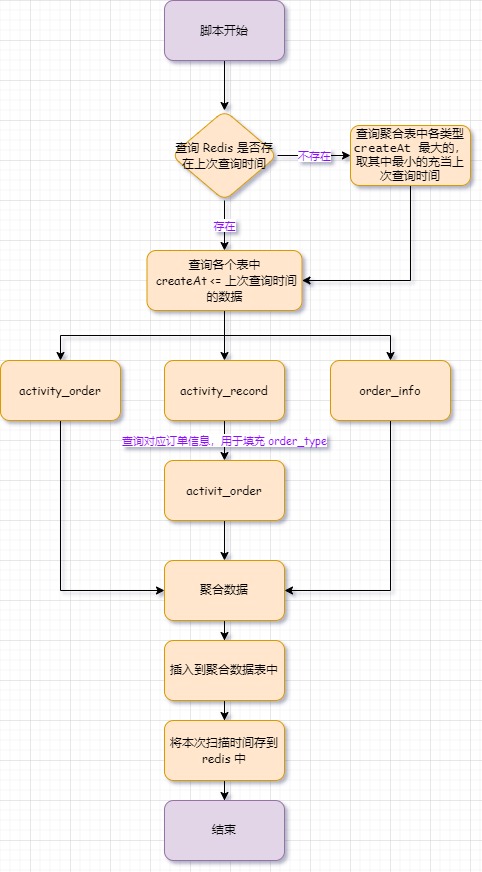 脚本开始
查询 Redis 是否存
在上次查询时间
不存在
查询聚合表中各类型
createAt 最大的，
取其中最小的充当上
次查询时间
存在
查询各个表中
createAt <= 上次查询时间
的数据
activity_order
activity_record
order_info
查询对应订单信息，用于填充 order_type
activit_order
聚合数据
插入到聚合数据表中
将本次扫描时间存到
redis 中
结束